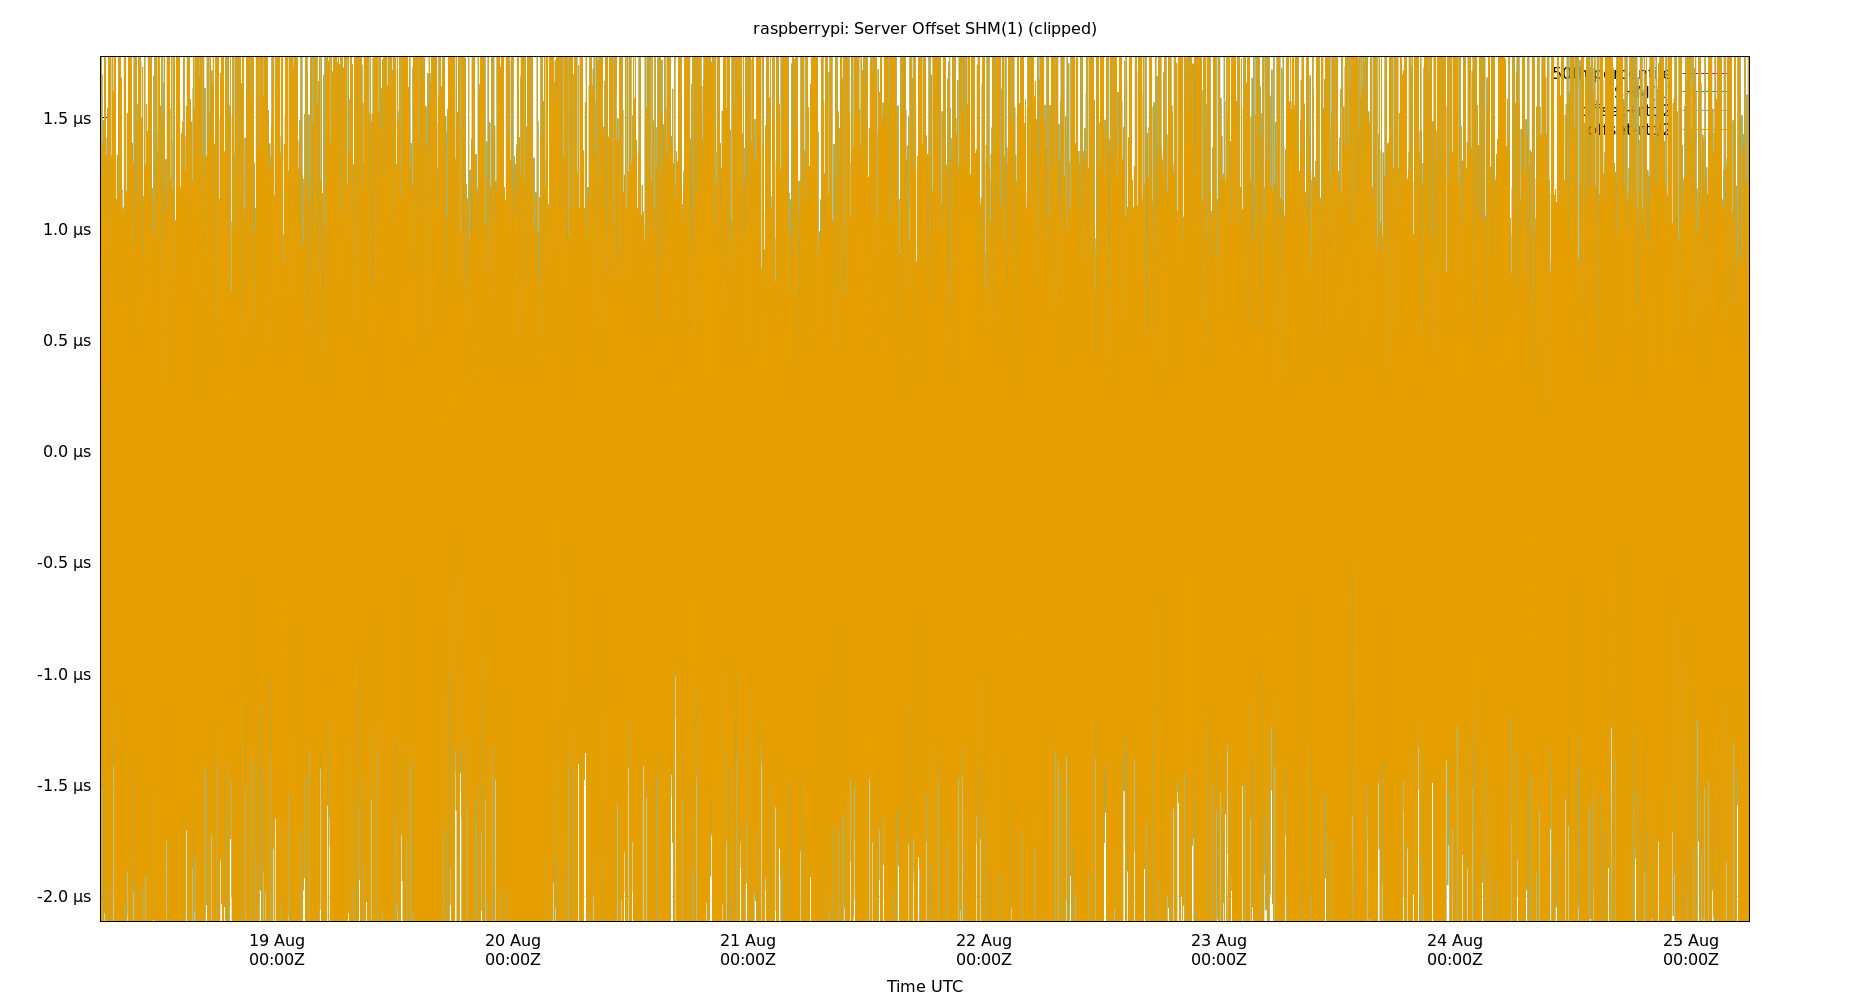 raspberrypi: Server Offset SHM(1) (clipped)
50th percentile
1.5 µs
1.0 µs
0.5 µs
0.0 µs
-0.5 µs
-1.0 µs
-1.5 µs
-2.0 µs
19 Aug 20 Aug 21 Aug 22 Aug 23 Aug 24 Aug 25 Aug
00:00Z 00:00Z 00:00Z 00:00Z 00:00Z 00:00Z 00:00Z
Time UTC